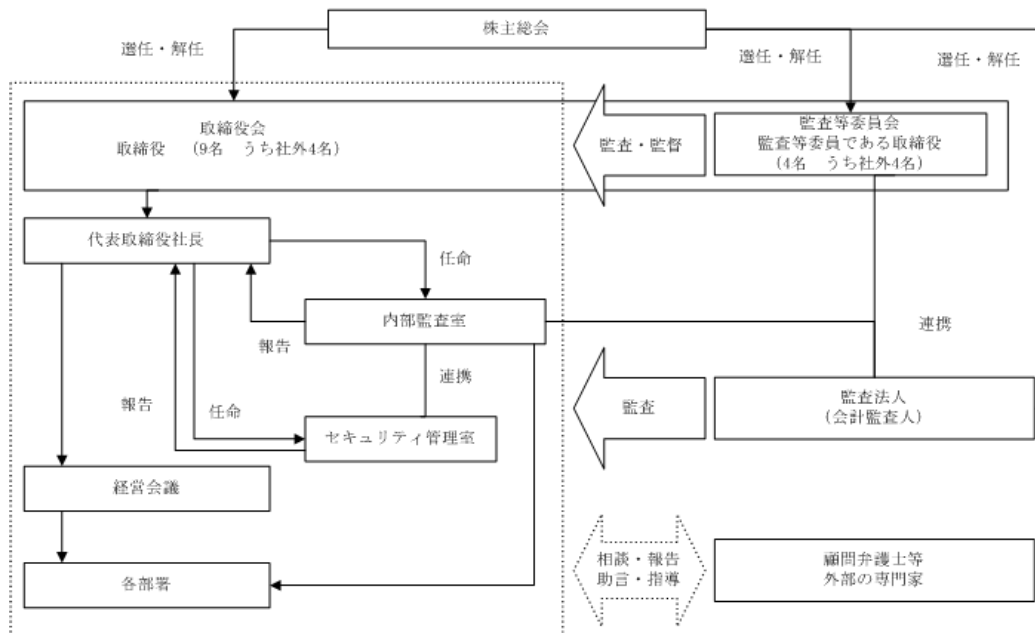 株主総会
選任・解任
選任・解任
選任・解任
取締役会
取締役 (9名 うち社外4名)
監査・監督
監査等委員会
監査等委員である取締役
(4名 うち社外4名)
代表取締役社長
任命
内部監査室
報告
連携
連携
報告
任命
セキュリティ管理室
監査
監査法人
(会計監査人)
経営会議
各部署
相談・報告
助言・指導
顧問弁護士等
外部の専門家